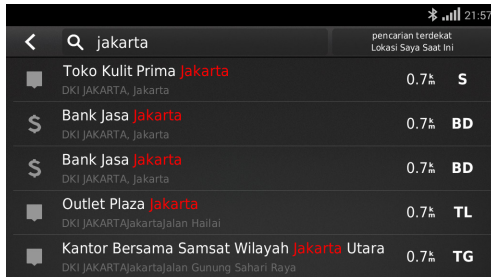 21:57
jakarta
pencarian terdekat
Lokasi Saya Saat Ini
Toko Kulit Prima Jakarta
DKI JAKARTA, Jakarta
0.7km S
Bank Jasa Jakarta
DKI JAKARTA, Jakarta
0.7km BD
Bank Jasa Jakarta
DKI JAKARTA, Jakarta
0.7km BD
Outlet Plaza Jakarta
DKI JAKARTAJakartaJalan Hailai
0.7km TL
Kantor Bersama Samsat Wilayah Jakarta Utara
DKI JAKARTAJakartaJalan Gunung Sahari Raya
0.7km TG